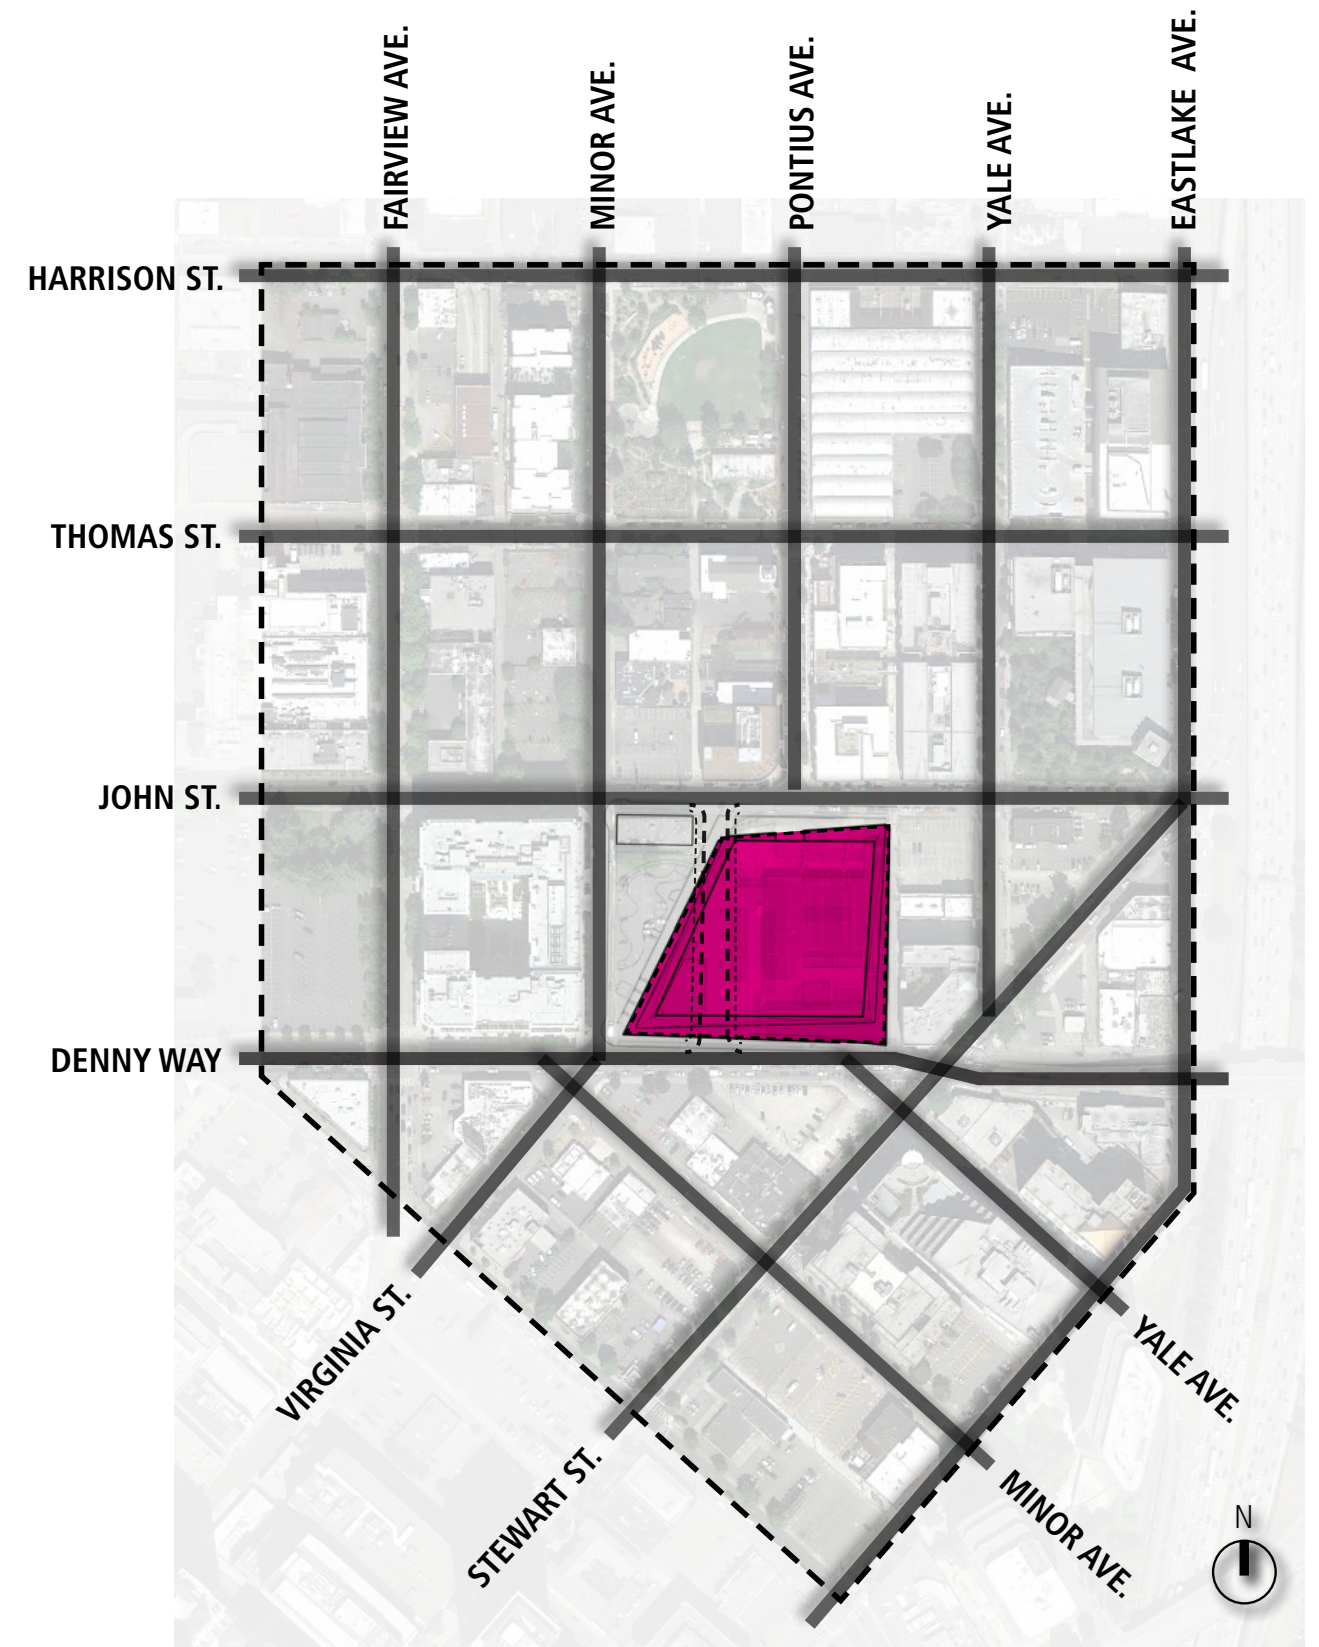 FAIRVIEW AVE.
MINOR AVE.
PONTIUS AVE.
YALE AVE.
EASTLAKE AVE.
HARRISON ST.
THOMAS ST.
JOHN ST.
DENNY WAY
VIRGINIA ST.
STEWART ST.
YALE AVE.
MINOR AVE.
N